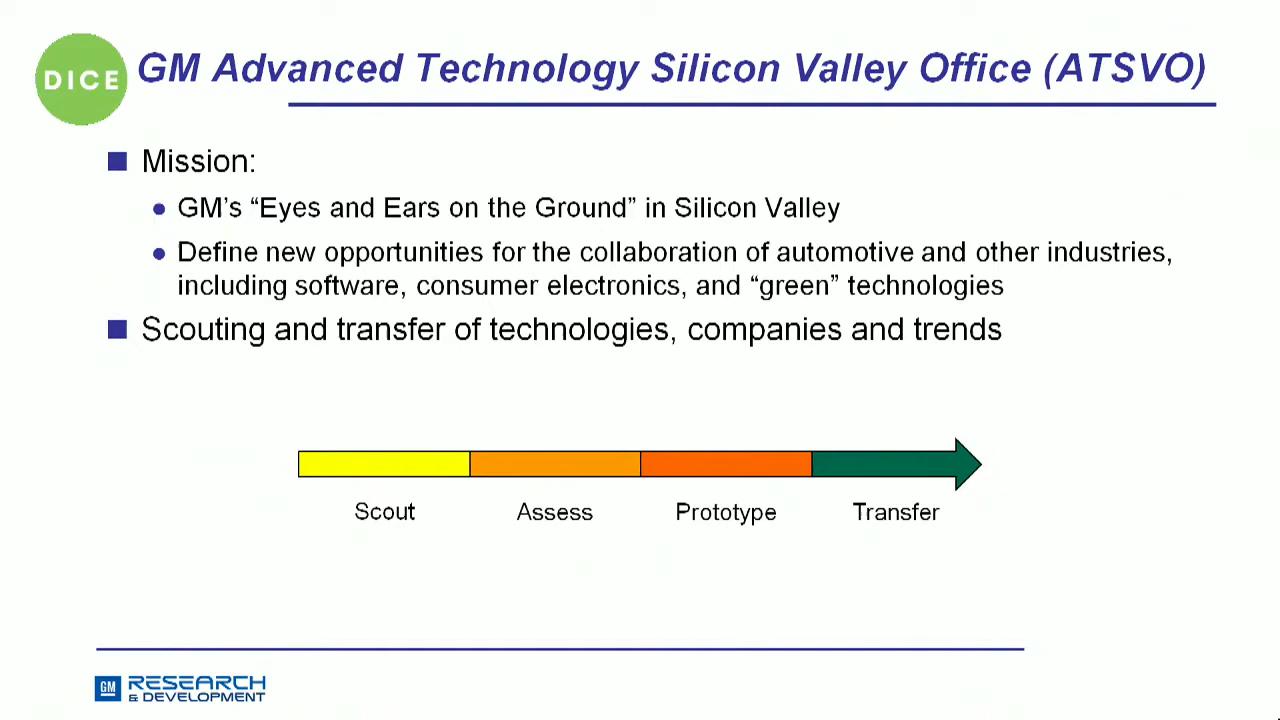 DICE
GM Advanced Technology Silicon Valley Office (ATSVO)
Mission:
GM's “Eyes and Ears on the Ground” in Silicon Valley
Define new opportunities for the collaboration of automotive and other industries,
including software, consumer electronics, and “green” technologies
Scouting and transfer of technologies, companies and trends
Scout Assess Prototype Transfer
GM RESEARCH
& DEVELOPMENT